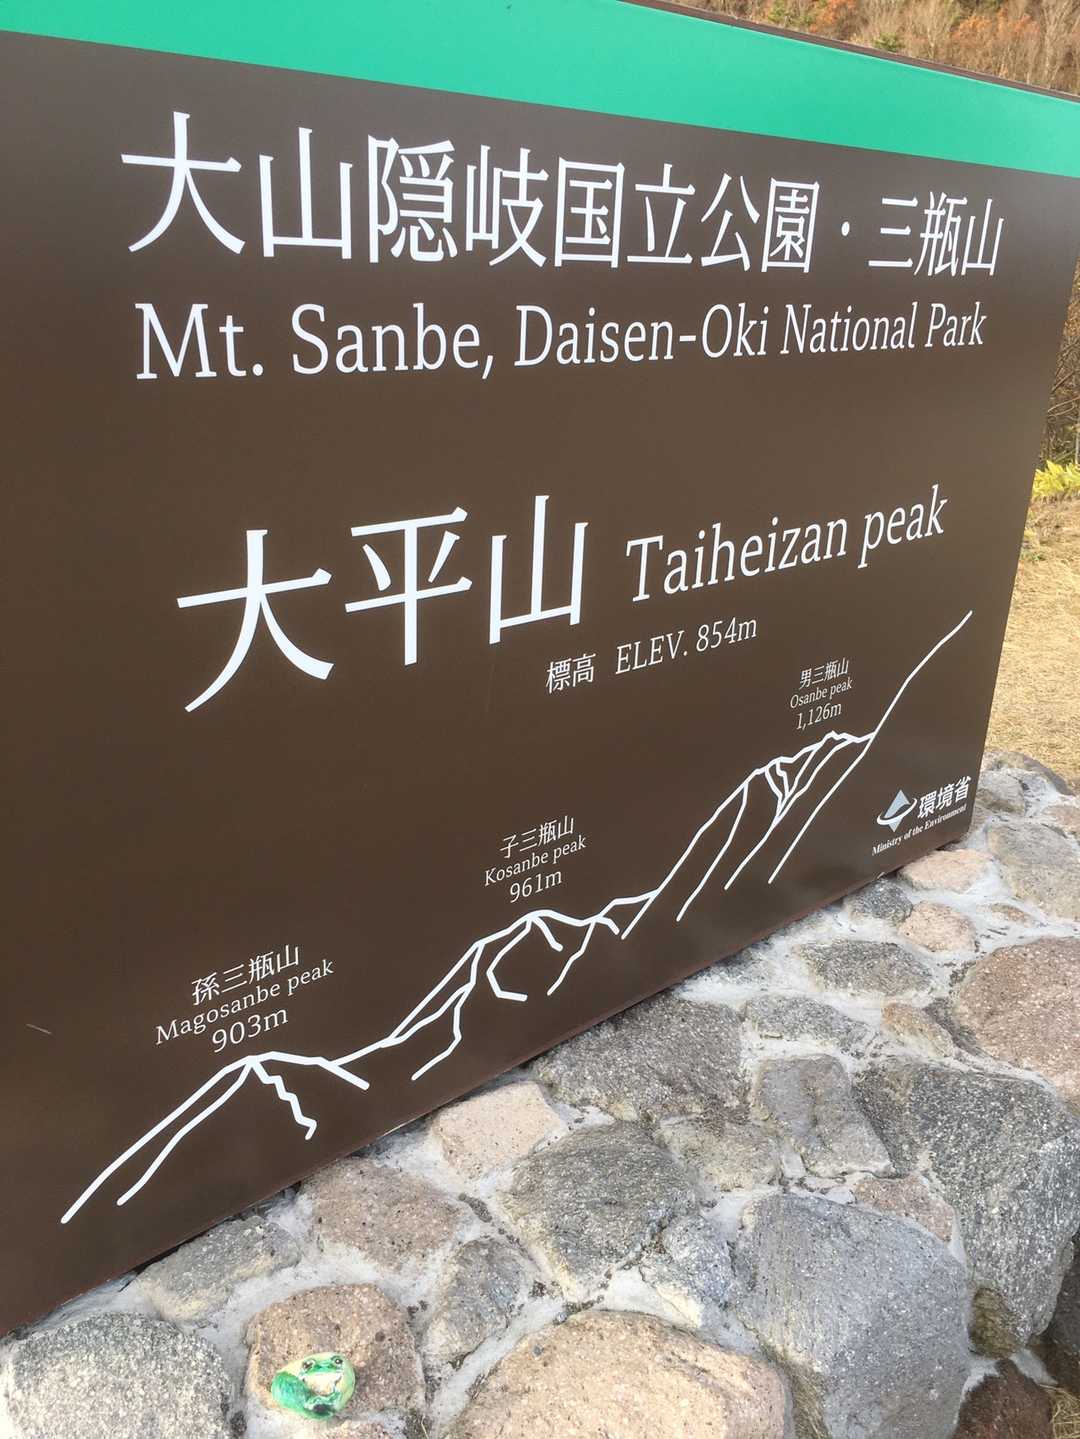 大山隠岐国立公園・三瓶山
Mt. Sanbe, Daisen-Oki National Park
大平山 Taiheizan peak
標高 ELEV. 854m
男三瓶山
Osanbe peak
1,126m
環境省
Ministry of the Environment
子三瓶山
Kosanbe peak
961m
孫三瓶山
Magosanbe peak
903m